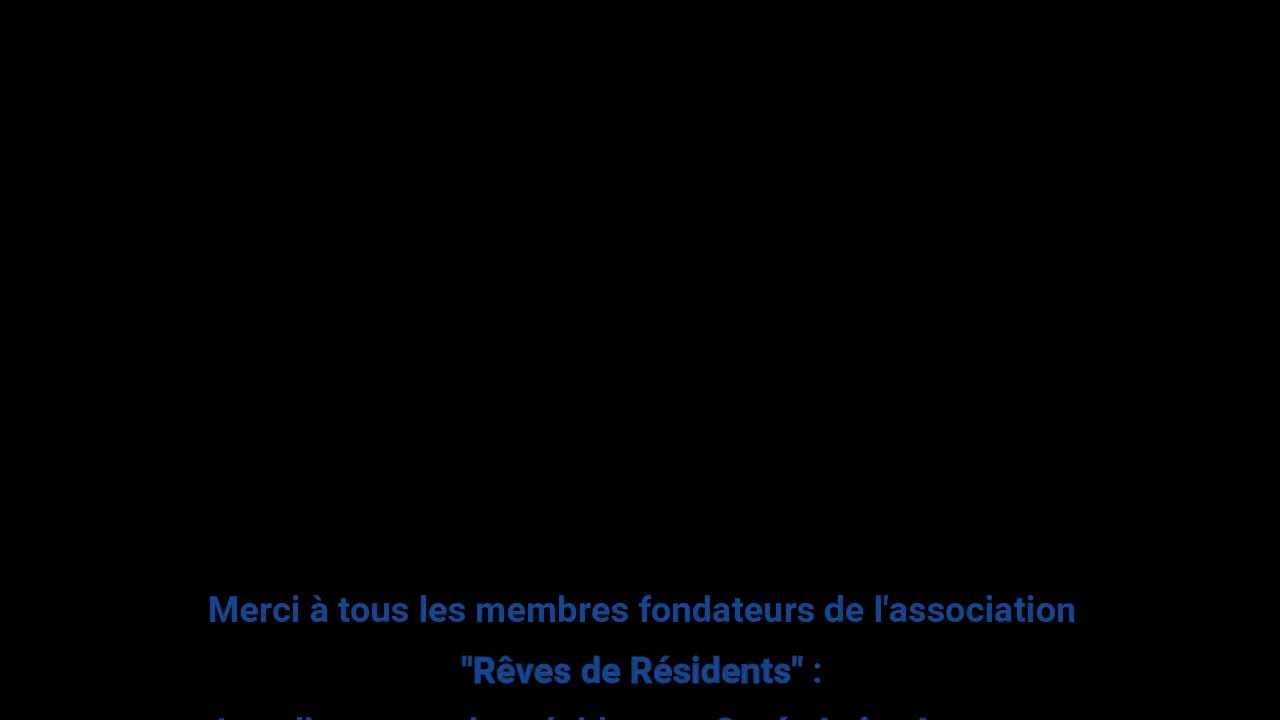 Merci à tous les membres fondateurs de l'association
"Rêves de Résidents" :